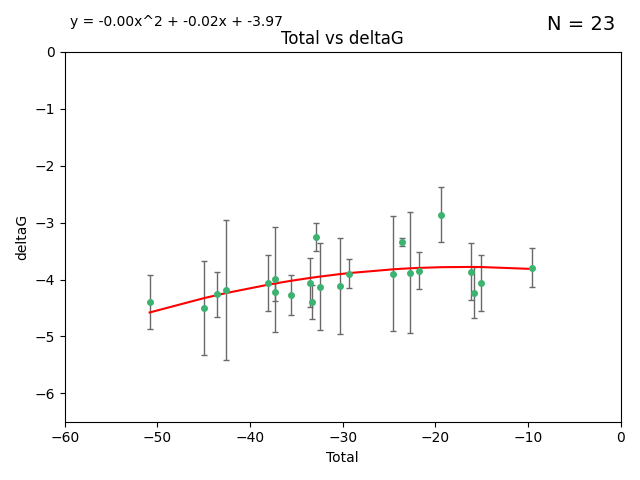 y = -0.00x^2 + -0.02x + -3.97
N = 23
Total vs deltaG
0
−1
−2
−3
−4
−5
−6
deltaG
−60 −50 −40 −30 −20 −10 0
Total